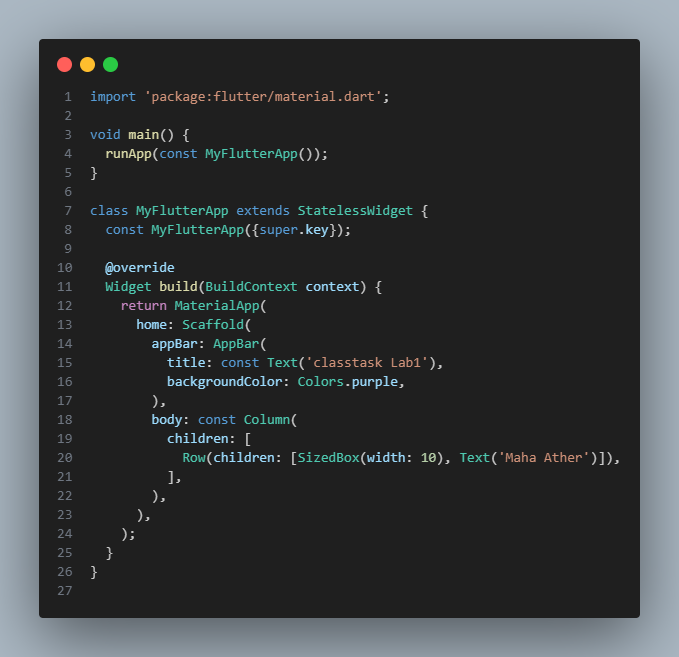 1 import 'package:flutter/material.dart';
2
3 void main() {
4   runApp(const MyFlutterApp());
5 }
6
7 class MyFlutterApp extends StatelessWidget {
8   const MyFlutterApp({super.key});
9
10   @override
11   Widget build(BuildContext context) {
12     return MaterialApp(
13       home: Scaffold(
14         appBar: AppBar(
15           title: const Text('classtask Lab1'),
16           backgroundColor: Colors.purple,
17         ),
18         body: const Column(
19           children: [
20             Row(children: [SizedBox(width: 10), Text('Maha Ather')]),
21           ],
22         ),
23       ),
24     );
25   }
26 }
27